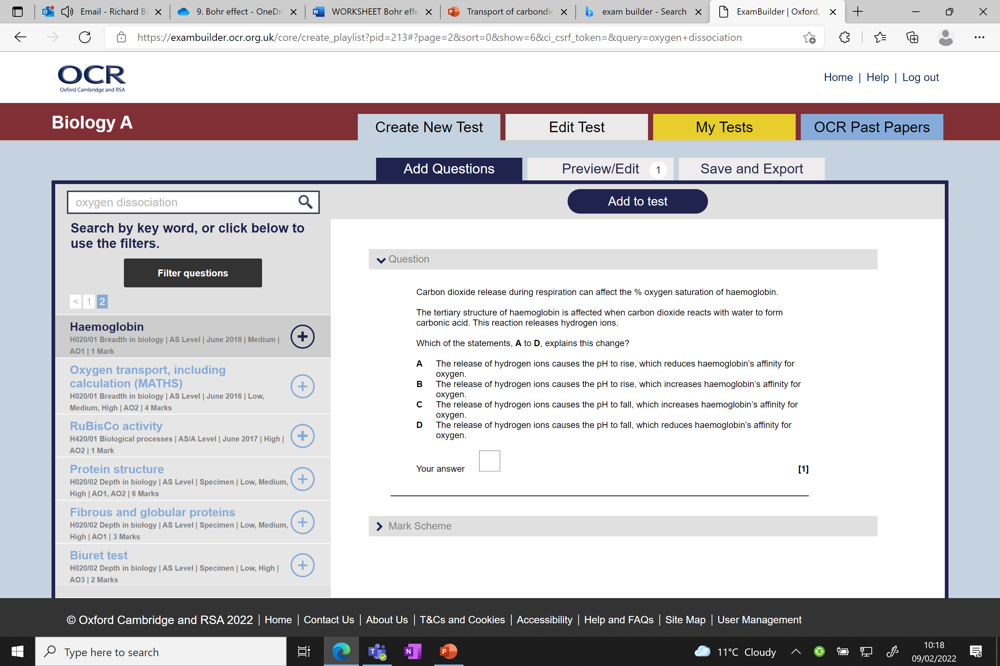 Email - Richard Ba
9. Bohr effect - OneDri
WORKSHEET Bohr effe
Transport of carbondio
exam builder - Search
ExamBuilder | Oxford,
https://exambuilder.ocr.org.uk/core/create_playlist?pid=213#?page=2&sort=0&show=6&ci_csrf_token=&query=oxygen+dissociation
OCR
Oxford Cambridge and RSA
Home | Help | Log out
Biology A
Create New Test
Edit Test
My Tests
OCR Past Papers
Add Questions
Preview/Edit 1
Save and Export
oxygen dissociation
Add to test
Search by key word, or click below to
use the filters.
Filter questions
< 1 2
Haemoglobin
H020/01 Breadth in biology | AS Level | June 2018 | Medium |
AO1 | 1 Mark
Oxygen transport, including
calculation (MATHS)
H020/01 Breadth in biology | AS Level | June 2016 | Low,
Medium, High | AO2 | 4 Marks
RuBisCo activity
H420/01 Biological processes | AS/A Level | June 2017 | High |
AO2 | 1 Mark
Protein structure
H020/02 Depth in biology | AS Level | Specimen | Low, Medium,
High | AO1, AO2 | 6 Marks
Fibrous and globular proteins
H020/02 Depth in biology | AS Level | Specimen | Low, Medium,
High | AO1 | 3 Marks
Biuret test
H020/02 Depth in biology | AS Level | Specimen | Low, High |
AO3 | 2 Marks
Question
Carbon dioxide release during respiration can affect the % oxygen saturation of haemoglobin.
The tertiary structure of haemoglobin is affected when carbon dioxide reacts with water to form
carbonic acid. This reaction releases hydrogen ions.
Which of the statements, A to D, explains this change?
A The release of hydrogen ions causes the pH to rise, which reduces haemoglobin's affinity for
oxygen.
B The release of hydrogen ions causes the pH to rise, which increases haemoglobin's affinity for
oxygen.
C The release of hydrogen ions causes the pH to fall, which increases haemoglobin's affinity for
oxygen.
D The release of hydrogen ions causes the pH to fall, which reduces haemoglobin's affinity for
oxygen.
Your answer
[1]
Mark Scheme
© Oxford Cambridge and RSA 2022 | Home | Contact Us | About Us | T&Cs and Cookies | Accessibility | Help and FAQs | Site Map | User Management
Type here to search
11°C Cloudy
10:18
09/02/2022